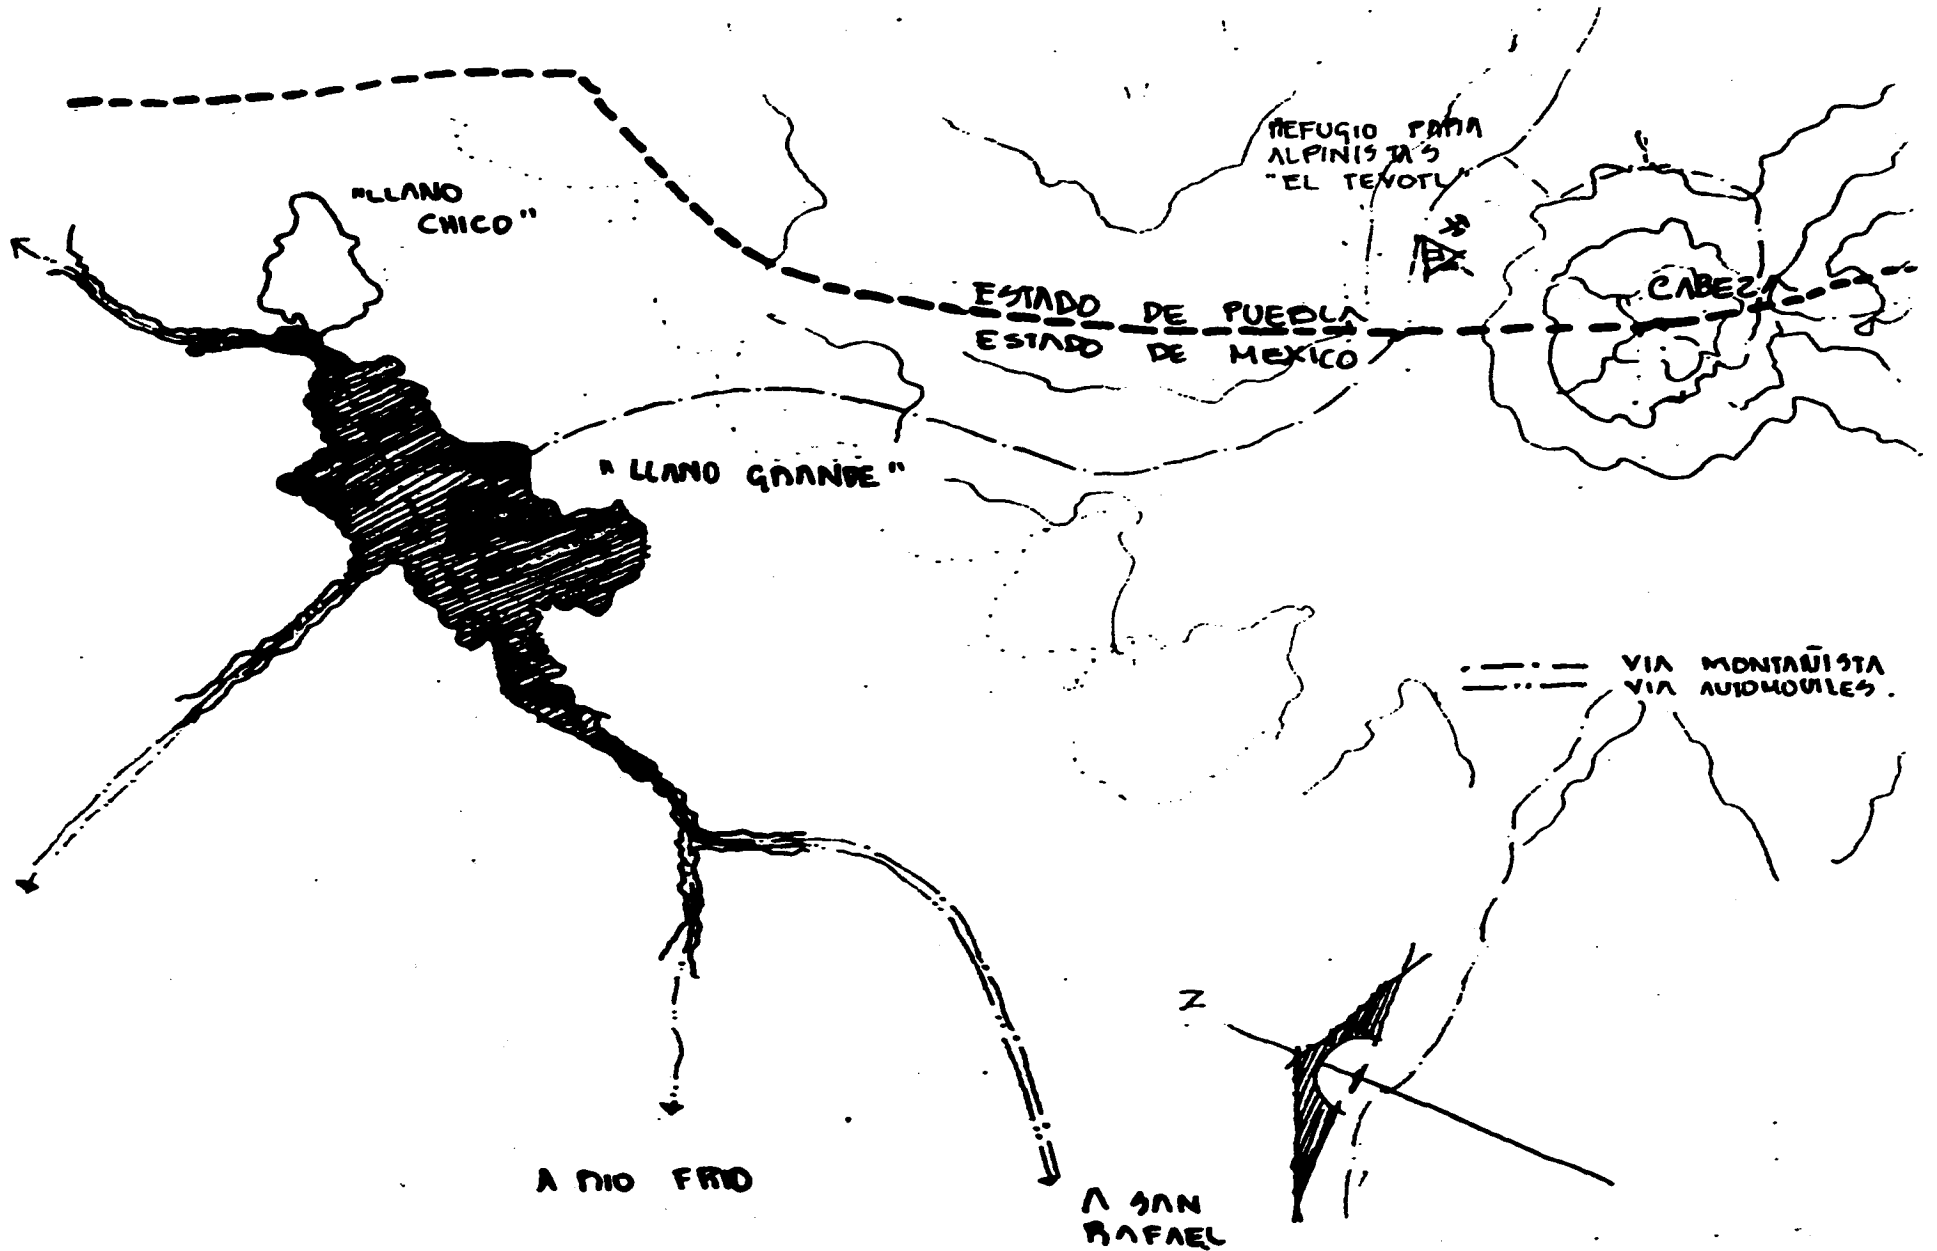 "LLANO
CHICO"
REFUGIO PARA
ALPINISTAS
"EL TEYOTL"
CABEZA
ESTADO DE PUEBLA
ESTADO DE MEXICO
"LLANO GRANDE"
VIA MONTAÑISTA
VIA AUTOMOVILES.
N
A RIO FRIO
A SAN
RAFAEL